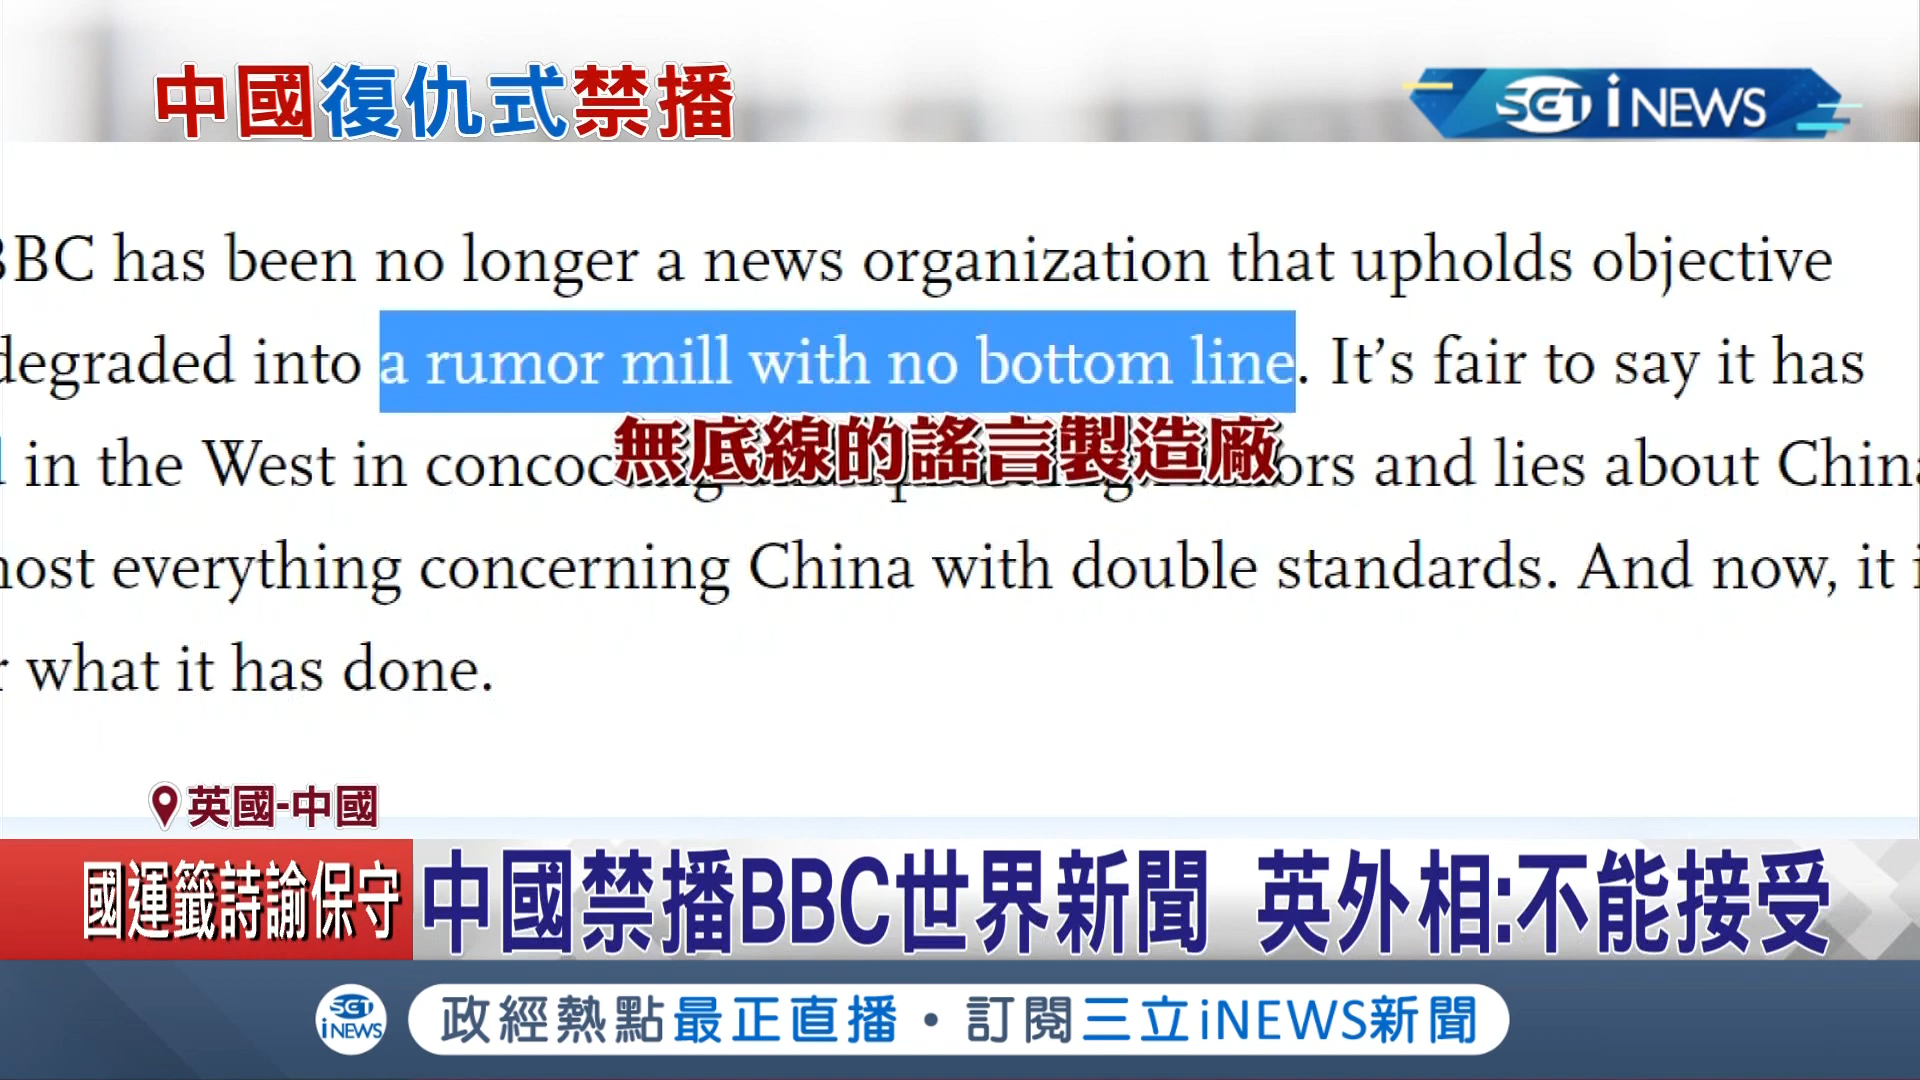 中國復仇式禁播
SET iNEWS
BBC has been no longer a news organization that upholds objective
degraded into a rumor mill with no bottom line. It's fair to say it has
in the West in concoc
ors and lies about China
無底線的謠言製造廠
most everything concerning China with double standards. And now, it i
r what it has done.
英國-中國
國運籤詩諭保守
中國禁播BBC世界新聞 英外相:不能接受
SET iNEWS
政經熱點最正直播·訂閱三立iNEWS新聞